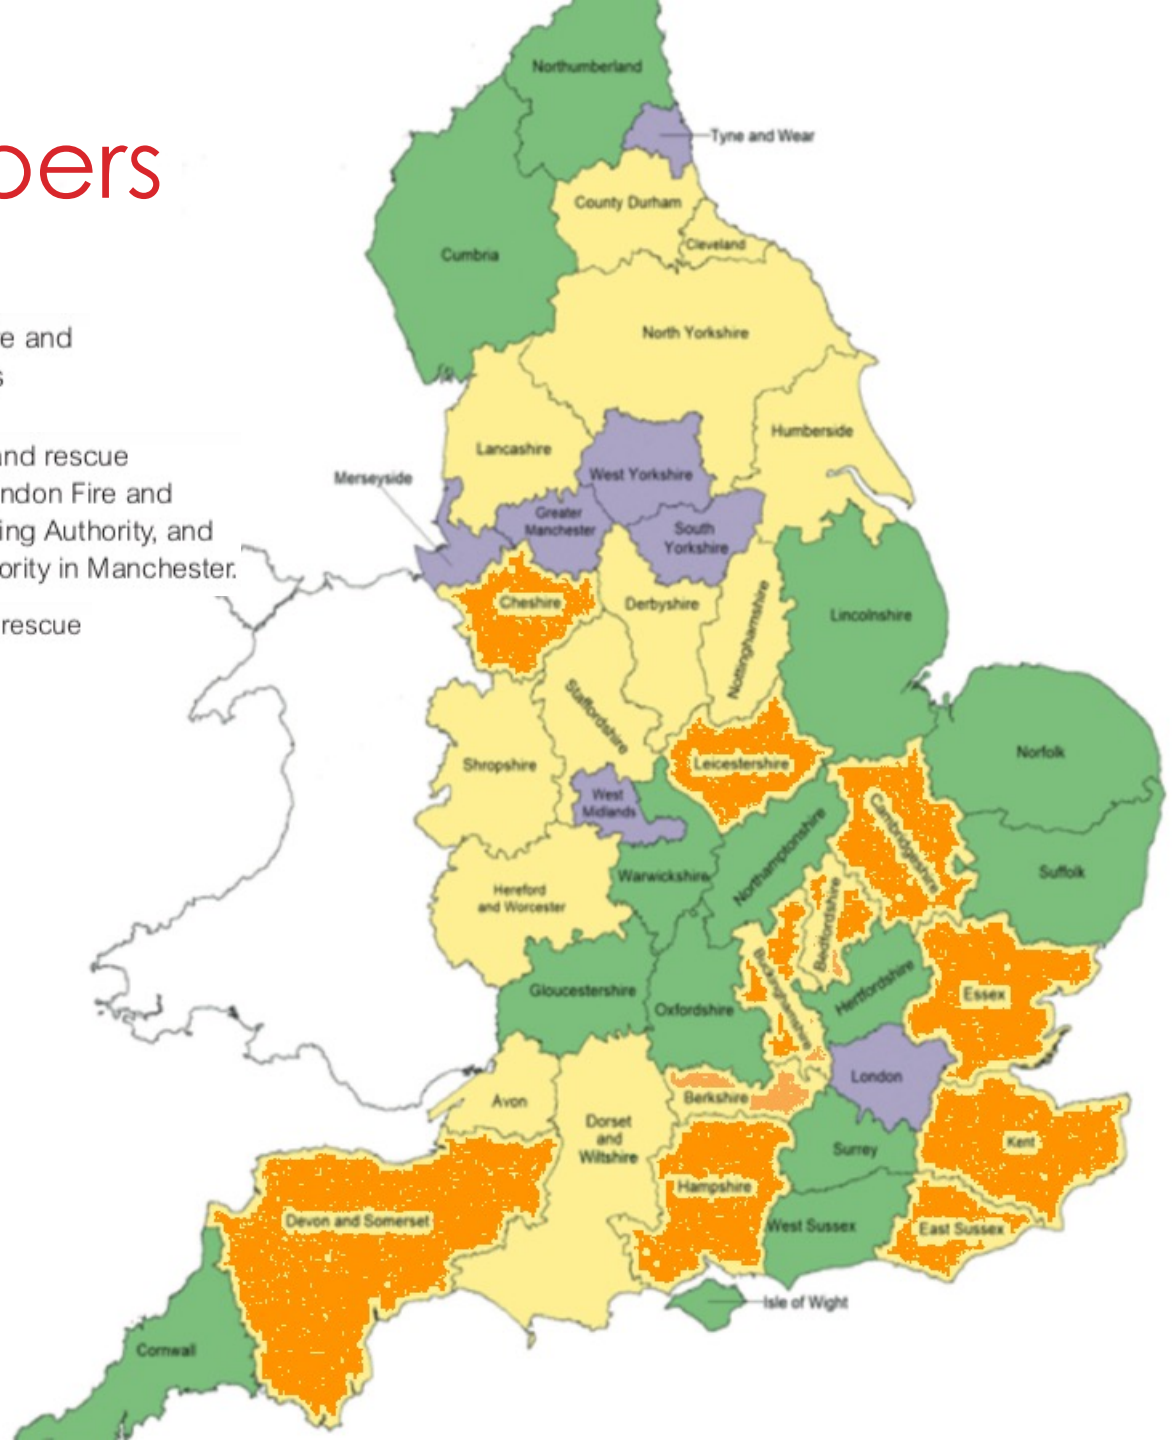 bers
e and
s
and rescue
ndon Fire and
ing Authority, and
ority in Manchester.
rescue
Northumberland
Tyne and Wear
County Durham
Cleveland
Cumbria
North Yorkshire
Humberside
Lancashire
West Yorkshire
Merseyside
Greater
Manchester
South
Yorkshire
Cheshire
Derbyshire
Nottinghamshire
Lincolnshire
Staffordshire
Leicestershire
Norfolk
Shropshire
West
Midlands
Cambridgeshire
Northamptonshire
Warwickshire
Suffolk
Hereford
and Worcester
Bedfordshire
Buckinghamshire
Hertfordshire
Essex
Gloucestershire
Oxfordshire
London
Avon
Berkshire
Dorset
and
Wiltshire
Surrey
Kent
Hampshire
Devon and Somerset
West Sussex
East Sussex
Isle of Wight
Cornwall